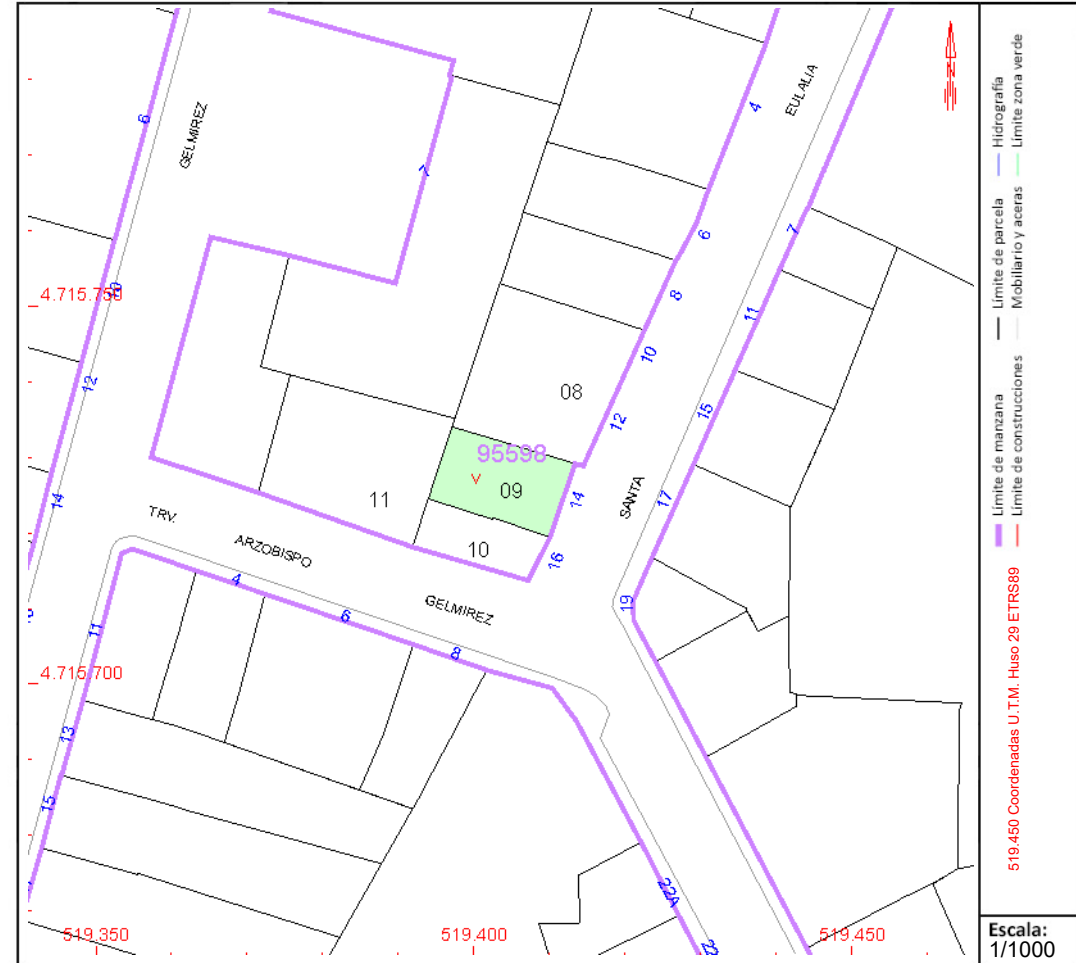 6
GELMIREZ
7
4
EULALIA
6
7
8
11
10
4.715.750
10
12
08
12
15
14
95598
V
09
14
SANTA
17
11
TRV.
ARZOBISPO
10
16
GELMIREZ
4
6
8
19
11
4.715.700
13
15
22A
22
519.350
519.400
519.450
N
Límite de manzana
Límite de parcela
Hidrografía
Límite de construcciones
Mobiliario y aceras
Límite zona verde
519.450 Coordenadas U.T.M. Huso 29 ETRS89
Escala:
1/1000